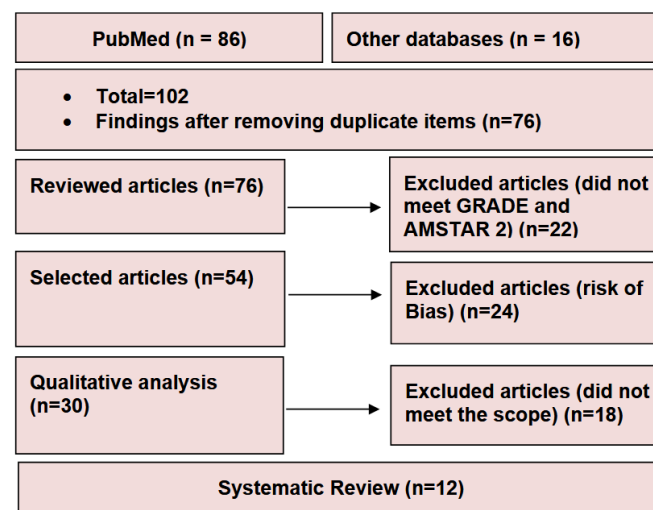 PubMed (n = 86)
Other databases (n = 16)
• Total=102
• Findings after removing duplicate items (n=76)
Reviewed articles (n=76)
Excluded articles (did not
meet GRADE and
AMSTAR 2) (n=22)
Selected articles (n=54)
Excluded articles (risk of
Bias) (n=24)
Qualitative analysis
(n=30)
Excluded articles (did not
meet the scope) (n=18)
Systematic Review (n=12)